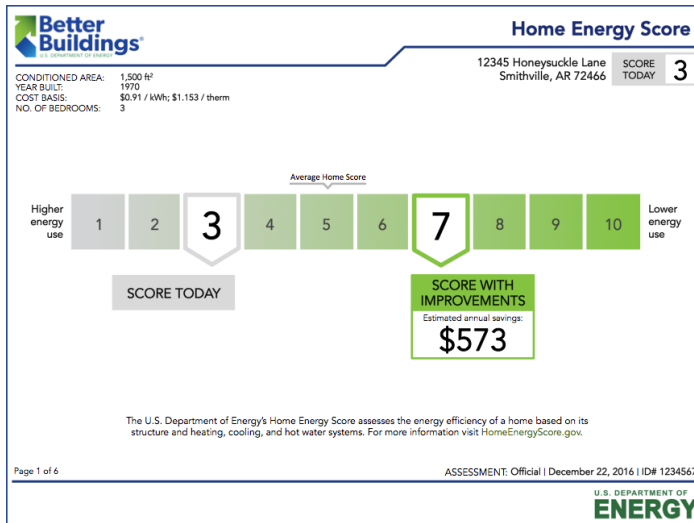 Better
Buildings®
U.S. DEPARTMENT OF ENERGY
Home Energy Score
12345 Honeysuckle Lane
Smithville, AR 72466
SCORE
TODAY
3
CONDITIONED AREA: 1,500 ft²
YEAR BUILT: 1970
COST BASIS: $0.91 / kWh; $1.153 / therm
NO. OF BEDROOMS: 3
Average Home Score
Higher
energy
use
1 2 3 4 5 6 7 8 9 10
Lower
energy
use
SCORE TODAY
SCORE WITH
IMPROVEMENTS
Estimated annual savings:
$573
The U.S. Department of Energy's Home Energy Score assesses the energy efficiency of a home based on its
structure and heating, cooling, and hot water systems. For more information visit HomeEnergyScore.gov.
Page 1 of 6
ASSESSMENT: Official | December 22, 2016 | ID# 1234567
U.S. DEPARTMENT OF
ENERGY